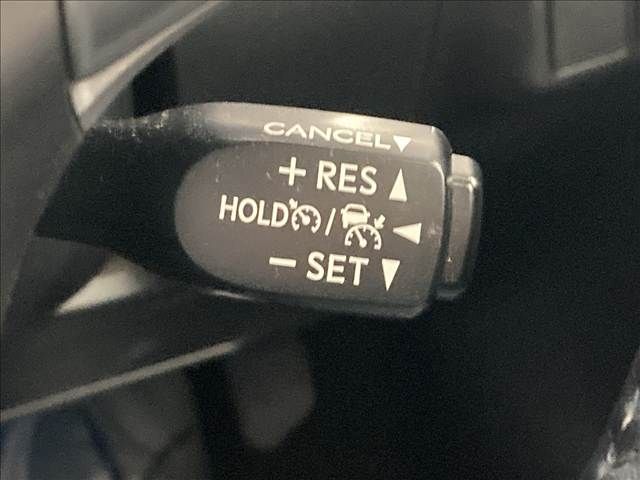 CANCEL▼
+ RES ▲
HOLD / ◀
− SET ▼